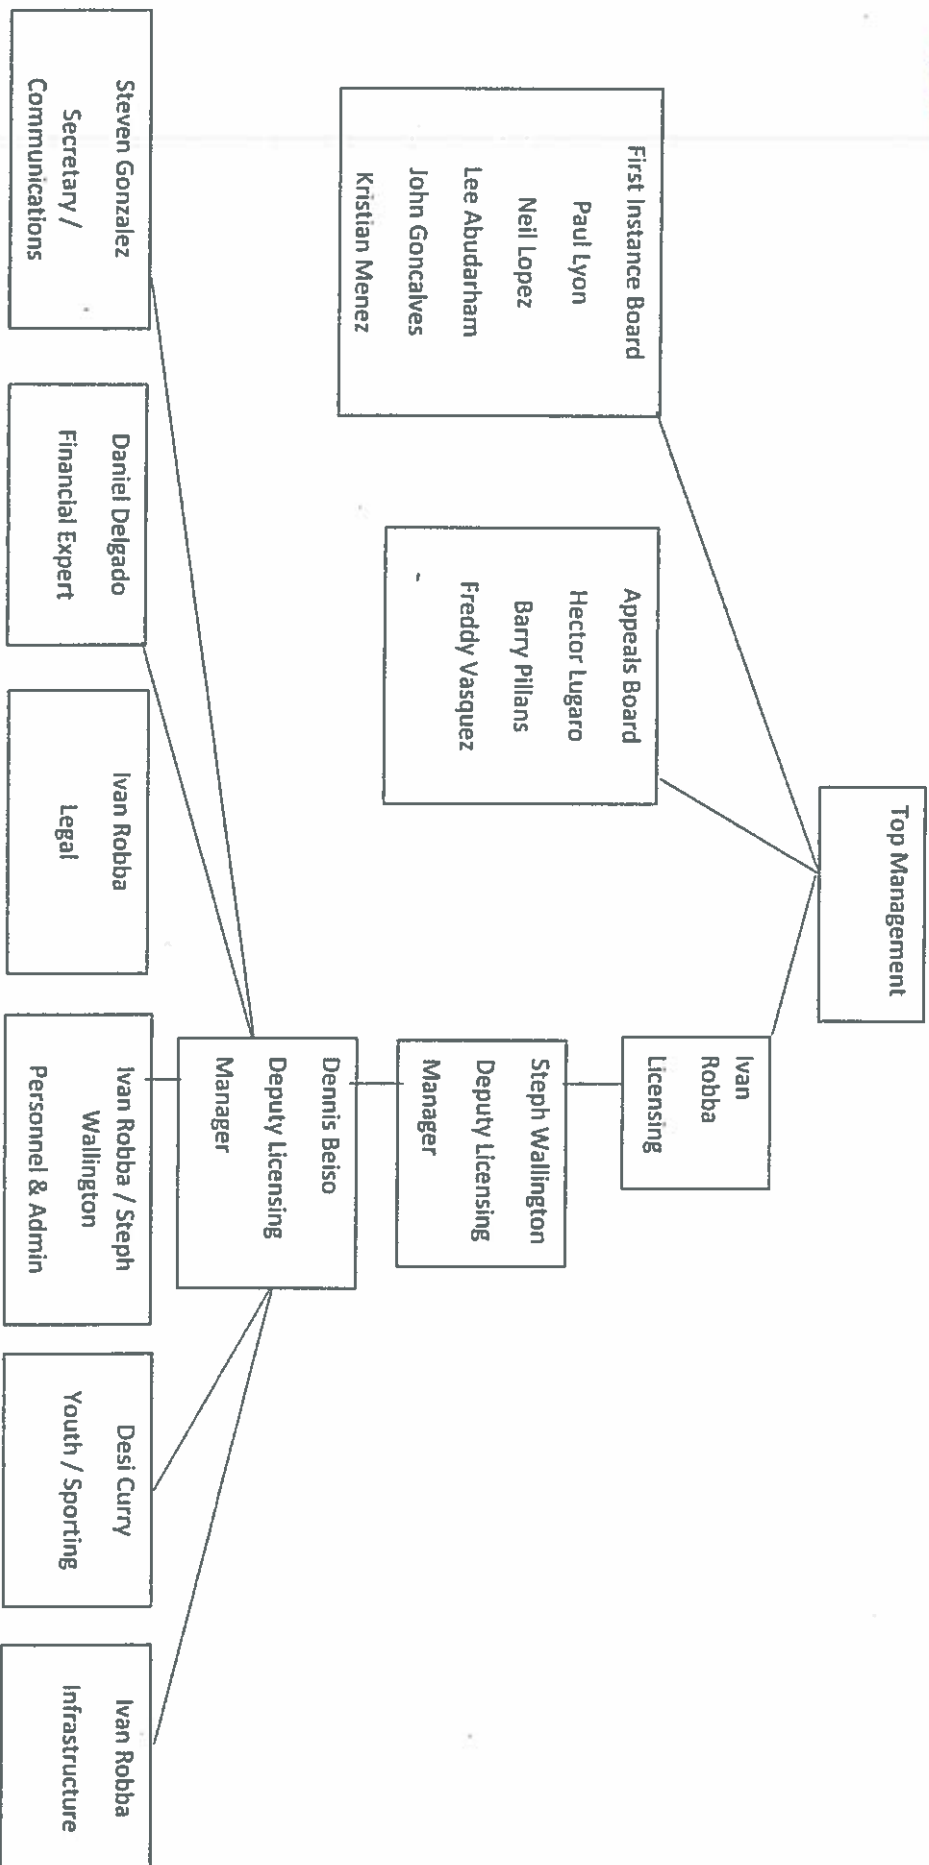 Top Management
First Instance Board
Paul Lyon
Neil Lopez
Lee Abudarham
John Goncalves
Kristian Menez
Appeals Board
Hector Lugaro
Barry Pillans
Freddy Vasquez
Ivan
Robba
Licensing
Steph Wallington
Deputy Licensing
Manager
Dennis Beiso
Deputy Licensing
Manager
Steven Gonzalez
Secretary /
Communications
Daniel Delgado
Financial Expert
Ivan Robba
Legal
Ivan Robba / Steph
Wallington
Personnel & Admin
Desi Curry
Youth / Sporting
Ivan Robba
Infrastructure